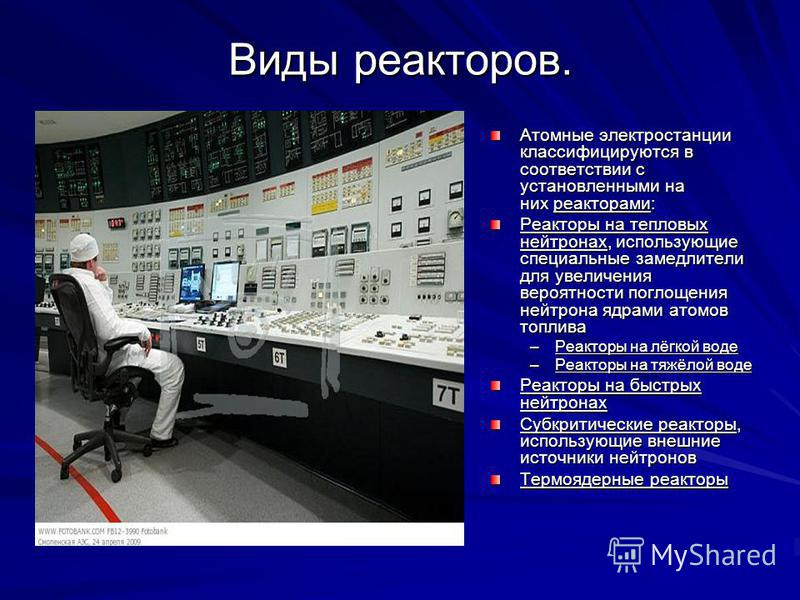 Виды реакторов.
Атомные электростанции
классифицируются в
соответствии с
установленными на
них реакторами:
Реакторы на тепловых
нейтронах, использующие
специальные замедлители
для увеличения
вероятности поглощения
нейтрона ядрами атомов
топлива
– Реакторы на лёгкой воде
– Реакторы на тяжёлой воде
Реакторы на быстрых
нейтронах
Субкритические реакторы,
использующие внешние
источники нейтронов
Термоядерные реакторы
5T
6T
7T
WWW.FOTOBANK.COM FB12-3990 Fotobank
Смоленская АЭС, 24 апреля 2009
MyShared